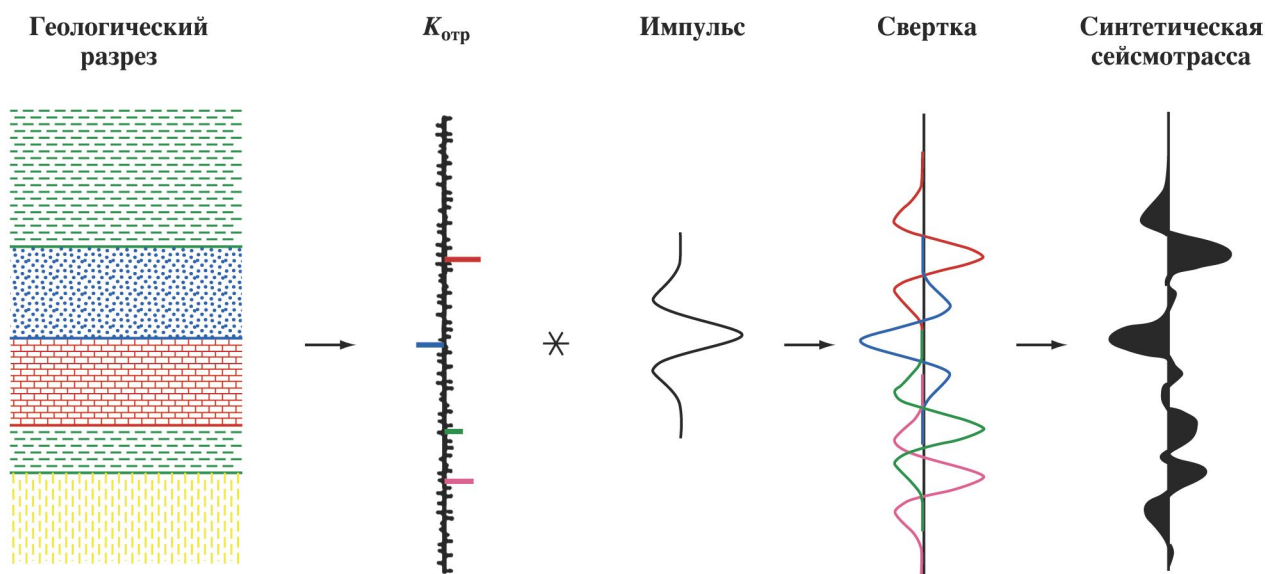 Геологический
разрез
Kотр
Импульс
Свертка
Синтетическая
сейсмотрасса